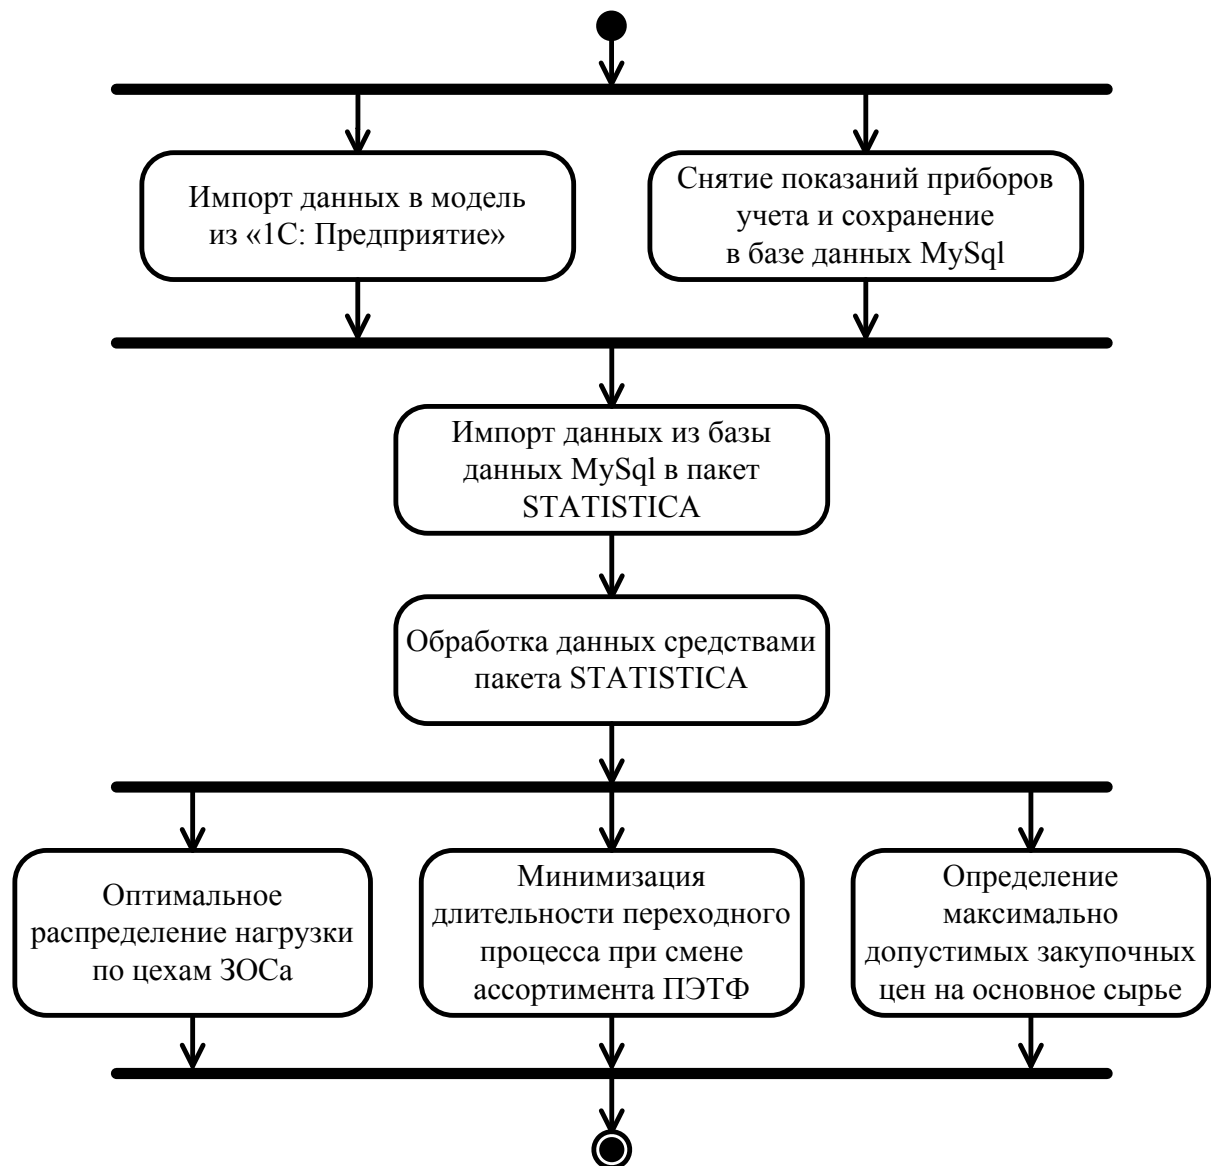 Импорт данных в модель
из «1С: Предприятие»
Снятие показаний приборов
учета и сохранение
в базе данных MySql
Импорт данных из базы
данных MySql в пакет
STATISTICA
Обработка данных средствами
пакета STATISTICA
Оптимальное
распределение нагрузки
по цехам ЗОСа
Минимизация
длительности переходного
процесса при смене
ассортимента ПЭТФ
Определение
максимально
допустимых закупочных
цен на основное сырье